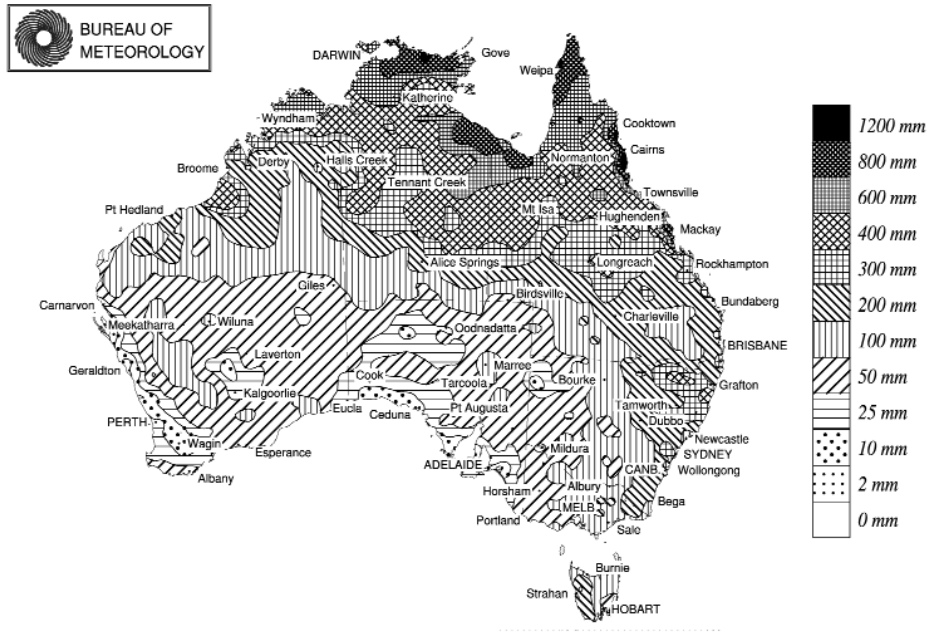 BUREAU OF
METEOROLOGY
DARWIN
Gove
Weipa
Katherine
Wyndham
Cooktown
Cairns
Broome
Derby
Halls Creek
Normanton
Tennant Creek
Townsville
Pt Hedland
Mt Isa
Hughenden
Mackay
Alice Springs
Longreach
Rockhampton
Giles
Birdsville
Bundaberg
Carnarvon
Meekatharra
Wiluna
Oodnadatta
Charleville
BRISBANE
Laverton
Marree
Geraldton
Cook
Tarcoola
Bourke
Grafton
Kalgoorlie
Eucla
Ceduna
Pt Augusta
Tamworth
Dubbo
PERTH
Wagin
Esperance
Newcastle
SYDNEY
Mildura
ADELAIDE
CANB.
Wollongong
Albany
Horsham
Albury
Bega
Portland
MELB.
Sale
Burnie
Strahan
HOBART
1200 mm
800 mm
600 mm
400 mm
300 mm
200 mm
100 mm
50 mm
25 mm
10 mm
2 mm
0 mm